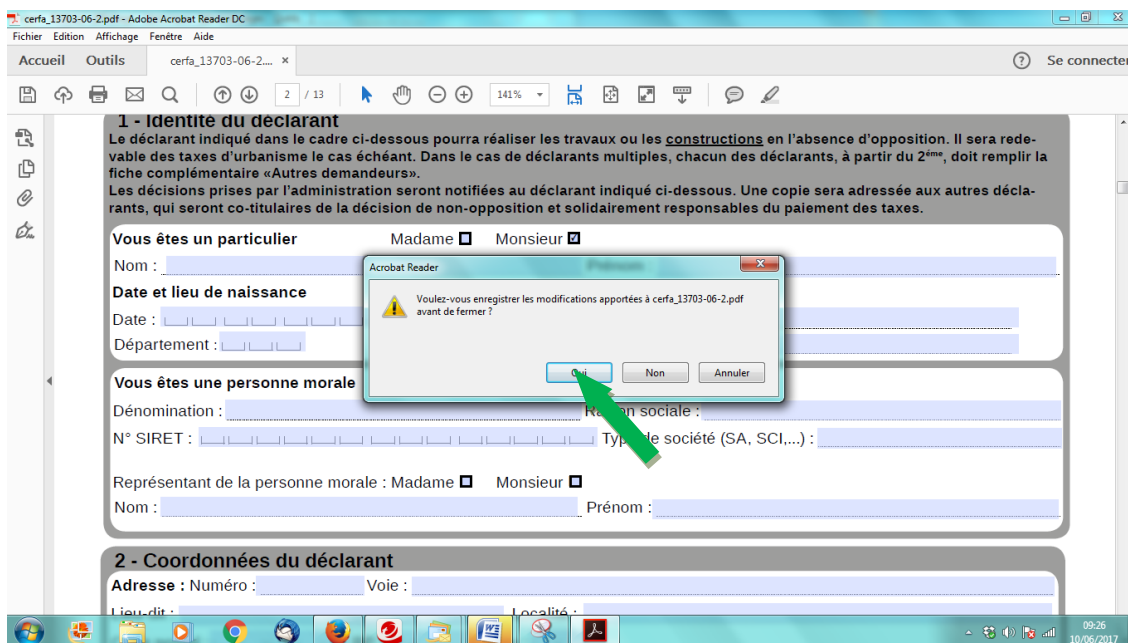 cerfa_13703-06-2.pdf - Adobe Acrobat Reader DC
Fichier Edition Affichage Fenêtre Aide
Accueil Outils cerfa_13703-06-2.... × ? Se connecter
2 / 13 141%
1 - Identité du déclarant
Le déclarant indiqué dans le cadre ci-dessous pourra réaliser les travaux ou les constructions en l'absence d'opposition. Il sera rede-
vable des taxes d'urbanisme le cas échéant. Dans le cas de déclarants multiples, chacun des déclarants, à partir du 2ème, doit remplir la
fiche complémentaire «Autres demandeurs».
Les décisions prises par l'administration seront notifiées au déclarant indiqué ci-dessous. Une copie sera adressée aux autres décla-
rants, qui seront co-titulaires de la décision de non-opposition et solidairement responsables du paiement des taxes.
Vous êtes un particulier Madame Monsieur
Nom : Prénom :
Acrobat Reader
Date et lieu de naissance
Voulez-vous enregistrer les modifications apportées à cerfa_13703-06-2.pdf
avant de fermer ?
Date :
Département :
Oui Non Annuler
Vous êtes une personne morale
Dénomination : Raison sociale :
N° SIRET : Type de société (SA, SCI,...) :
Représentant de la personne morale : Madame Monsieur
Nom : Prénom :
2 - Coordonnées du déclarant
Adresse : Numéro : Voie :
Lieu-dit : Localité :
09:26
10/06/2017